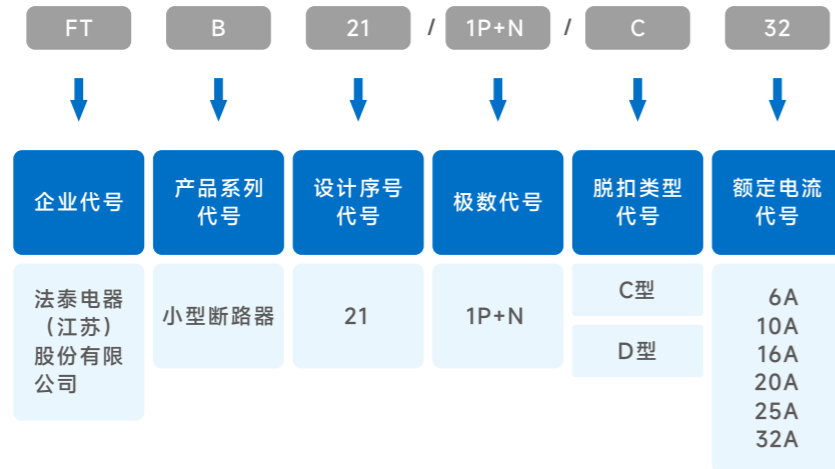 FT B 21 / 1P+N / C 32
企业代号
产品系列
代号
设计序号
代号
极数代号
脱扣类型
代号
额定电流
代号
法泰电器
（江苏）
股份有限
公司
小型断路器
21
1P+N
C型
D型
6A
10A
16A
20A
25A
32A